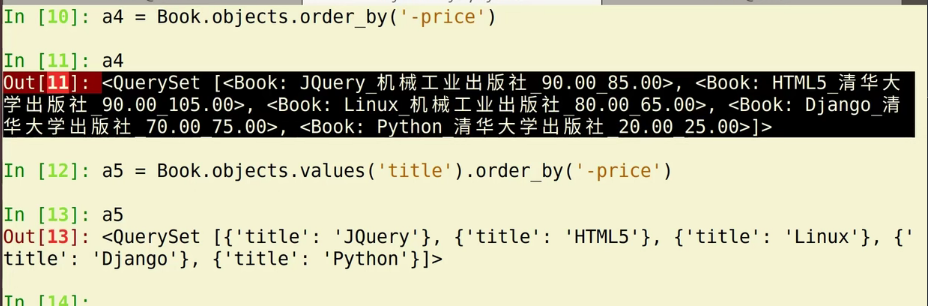 In [10]: a4 = Book.objects.order_by('-price')
In [11]: a4
Out[11]: <QuerySet [<Book: JQuery_机械工业出版社_90.00_85.00>, <Book: HTML5_清华大
学出版社_90.00_105.00>, <Book: Linux_机械工业出版社_80.00_65.00>, <Book: Django_清
华大学出版社_70.00_75.00>, <Book: Python_清华大学出版社_20.00_25.00>]>
In [12]: a5 = Book.objects.values('title').order_by('-price')
In [13]: a5
Out[13]: <QuerySet [{'title': 'JQuery'}, {'title': 'HTML5'}, {'title': 'Linux'}, {'
title': 'Django'}, {'title': 'Python'}]>
In [14]: